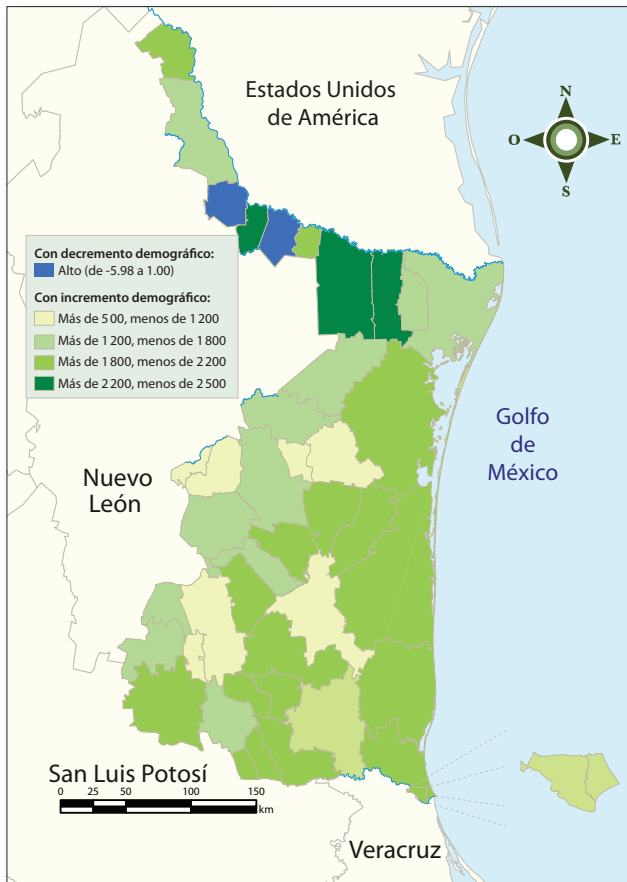 Estados Unidos
de América
N
O
E
S
Con decremento demográfico:
Alto (de -5.98 a 1.00)
Con incremento demográfico:
Más de 500, menos de 1 200
Más de 1 200, menos de 1 800
Más de 1 800, menos de 2 200
Más de 2 200, menos de 2 500
Golfo
de
México
Nuevo
León
San Luis Potosí
0 25 50 100 150
km
Veracruz